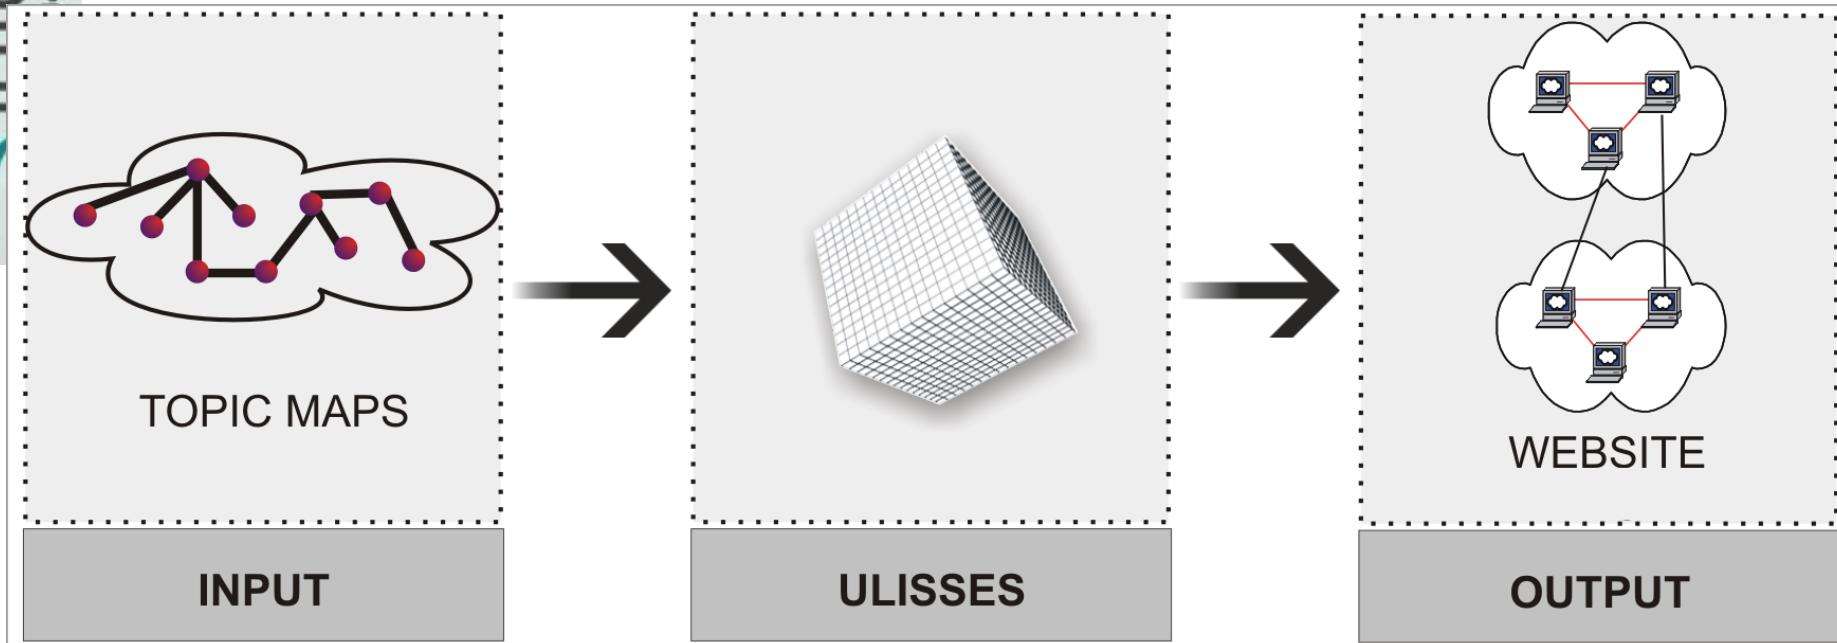 TOPIC MAPS
WEBSITE
INPUT
ULISSES
OUTPUT